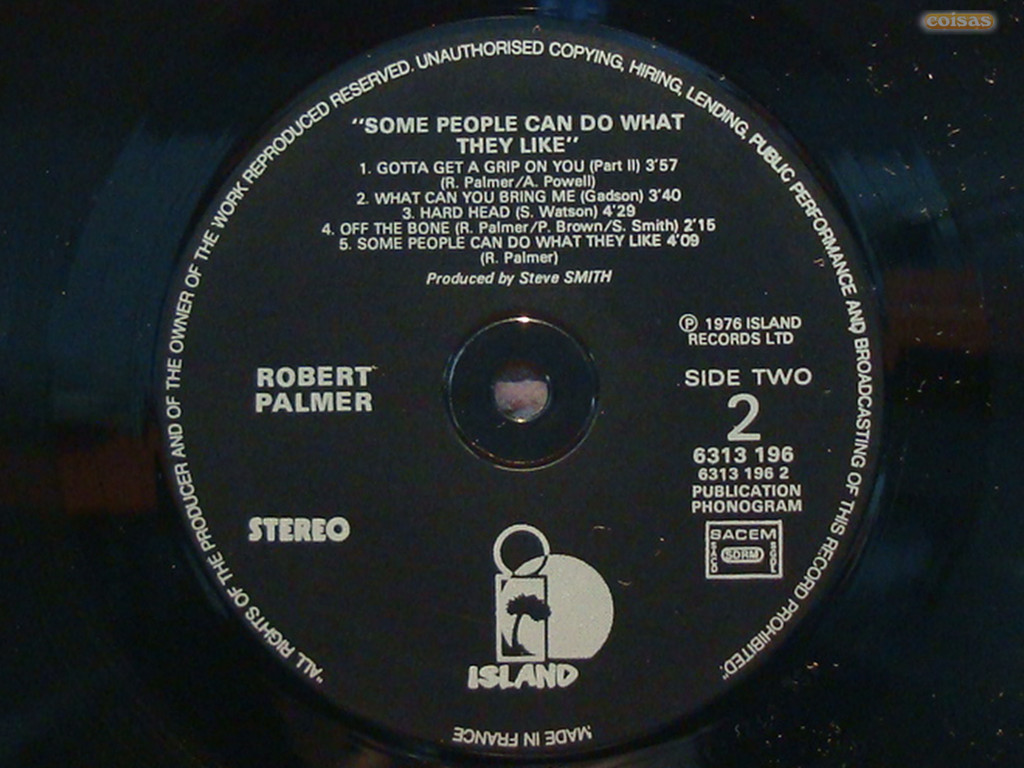 coisas
"ALL RIGHTS OF THE PRODUCER AND OF THE OWNER OF THE WORK REPRODUCED RESERVED. UNAUTHORISED COPYING, HIRING, LENDING, PUBLIC PERFORMANCE AND BROADCASTING OF THIS RECORD PROHIBITED."
"SOME PEOPLE CAN DO WHAT
THEY LIKE"
1. GOTTA GET A GRIP ON YOU (Part II) 3'57
(R. Palmer/A. Powell)
2. WHAT CAN YOU BRING ME (Gadson) 3'40
3. HARD HEAD (S. Watson) 4'29
4. OFF THE BONE (R. Palmer/P. Brown/S. Smith) 2'15
5. SOME PEOPLE CAN DO WHAT THEY LIKE 4'09
(R. Palmer)
Produced by Steve SMITH
℗ 1976 ISLAND
RECORDS LTD
ROBERT
PALMER
SIDE TWO
2
6313 196
6313 196 2
PUBLICATION
PHONOGRAM
STEREO
SACEM
SACD SDRM SGDL
ISLAND
MADE IN FRANCE